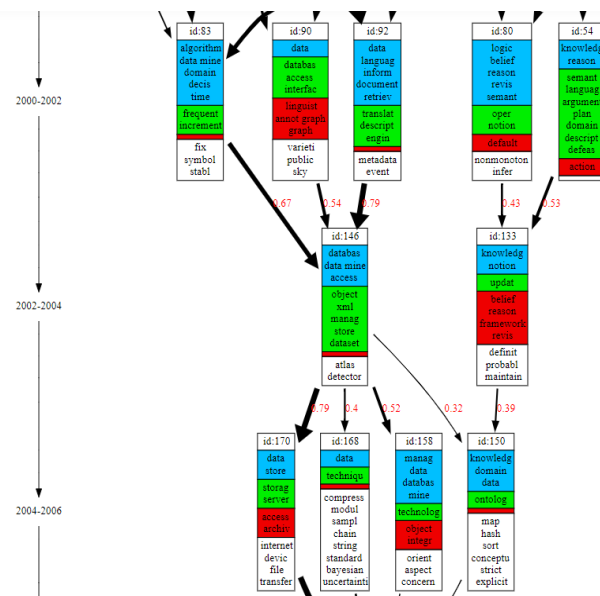 id:83
algorithm
data mine
domain
decis
time
frequent
increment
fix
symbol
stabl
id:90
data
databas
access
interfac
linguist
annot graph
graph
varieti
public
sky
id:92
data
languag
inform
document
retriev
translat
descript
engin
metadata
event
id:80
logic
belief
reason
revis
semant
oper
notion
default
nonmonoton
infer
id:54
knowledg
reason
semant
languag
argument
plan
domain
descript
defeas
action
2000-2002
0.67
0.54
0.79
0.43
0.53
id:146
databas
data mine
access
object
xml
manag
store
dataset
atlas
detector
id:133
knowledg
notion
updat
belief
reason
framework
revis
definit
probabl
maintain
2002-2004
0.79
0.4
0.52
0.32
0.39
id:170
data
store
storag
server
access
archiv
internet
devic
file
transfer
id:168
data
techniqu
compress
modul
sampl
chain
string
standard
bayesian
uncertainti
id:158
manag
data
databas
mine
technolog
object
integr
orient
aspect
concern
id:150
knowledg
domain
data
ontolog
map
hash
sort
conceptu
strict
explicit
2004-2006